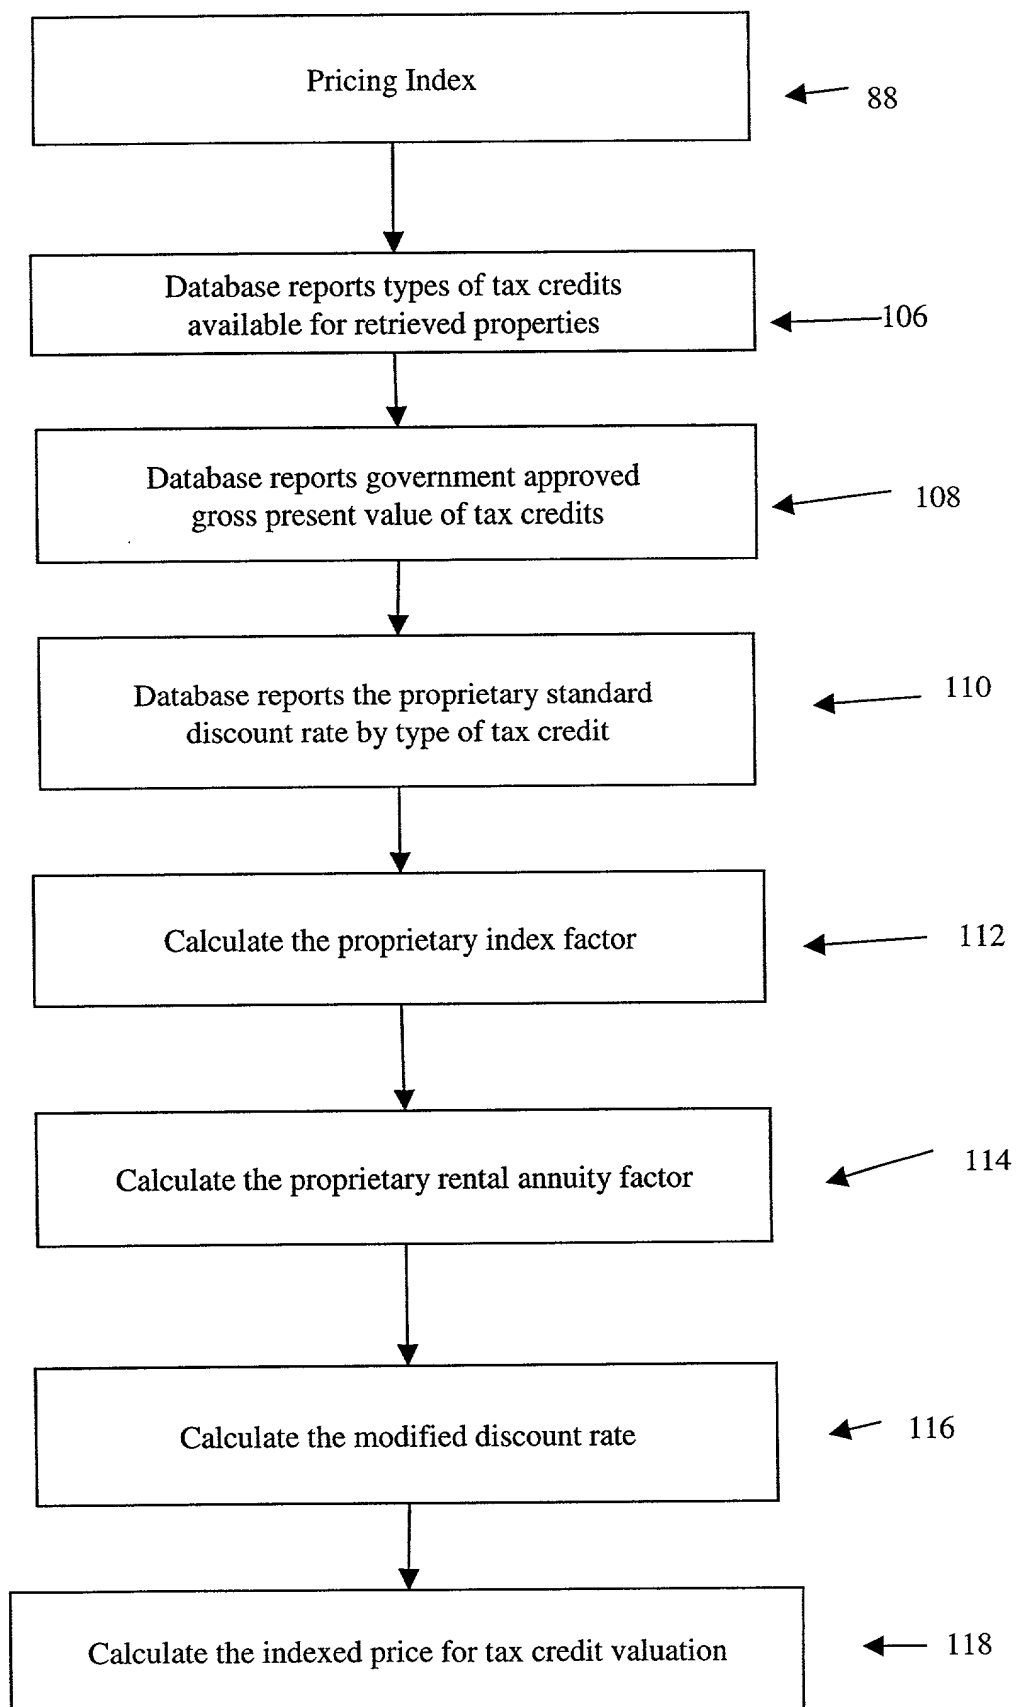 Pricing Index
88
Database reports types of tax credits
available for retrieved properties
106
Database reports government approved
gross present value of tax credits
108
Database reports the proprietary standard
discount rate by type of tax credit
110
Calculate the proprietary index factor
112
Calculate the proprietary rental annuity factor
114
Calculate the modified discount rate
116
Calculate the indexed price for tax credit valuation
118